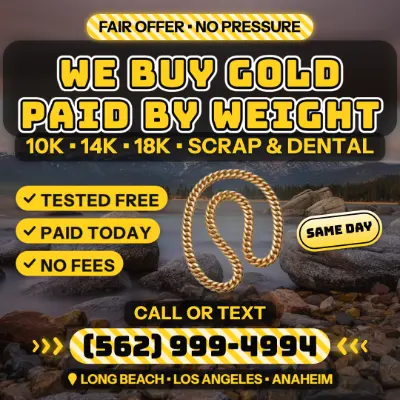 FAIR OFFER ▪ NO PRESSURE
WE BUY GOLD
PAID BY WEIGHT
10K ▪ 14K ▪ 18K ▪ SCRAP & DENTAL
✓ TESTED FREE
✓ PAID TODAY
✓ NO FEES
SAME DAY
CALL OR TEXT
(562) 999-4994
LONG BEACH ▪ LOS ANGELES ▪ ANAHEIM